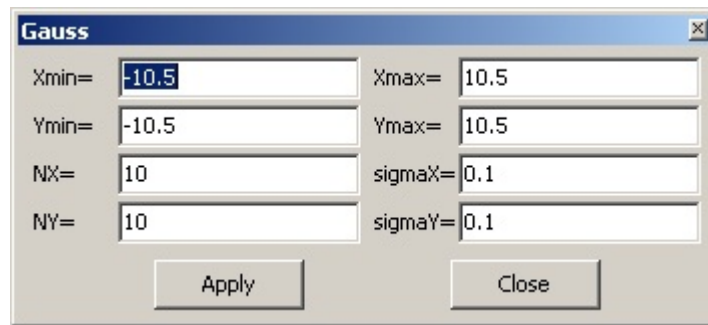 Gauss
Xmin= -10.5 Xmax= 10.5
Ymin= -10.5 Ymax= 10.5
NX= 10 sigmaX= 0.1
NY= 10 sigmaY= 0.1
Apply Close